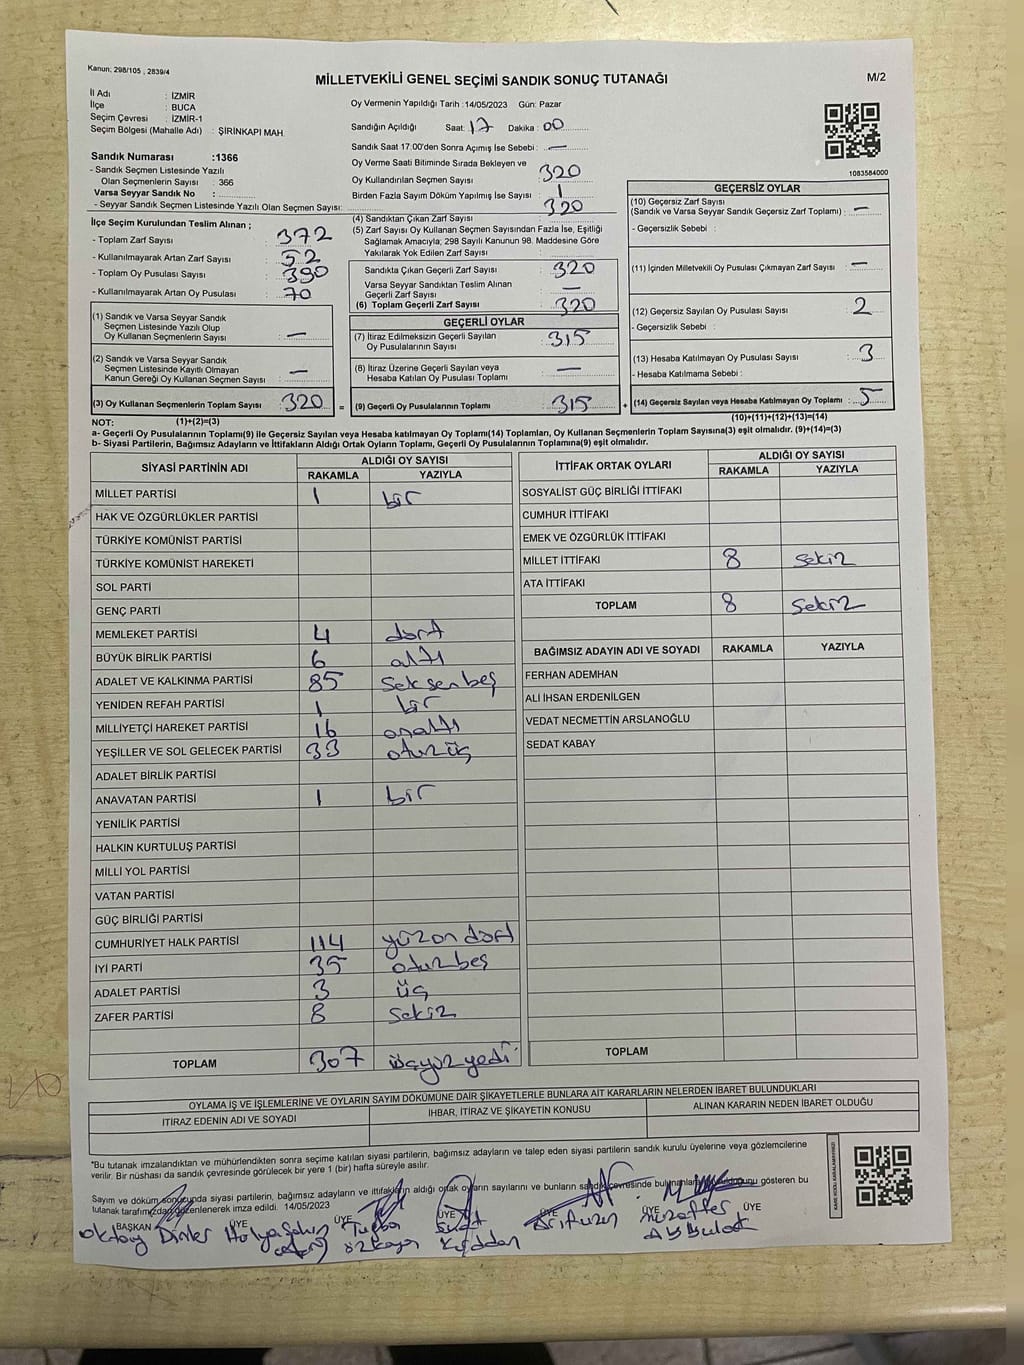 Kanun: 298/105 , 2839/4
MİLLETVEKİLİ GENEL SEÇİMİ SANDIK SONUÇ TUTANAĞI
M/2
İl Adı : İZMİR
İlçe : BUCA
Seçim Çevresi : İZMİR-1
Seçim Bölgesi (Mahalle Adı) : ŞİRİNKAPI MAH.
Sandık Numarası :1366
- Sandık Seçmen Listesinde Yazılı
Olan Seçmenlerin Sayısı : 366
Varsa Seyyar Sandık No :
- Seyyar Sandık Seçmen Listesinde Yazılı Olan Seçmen Sayısı:
Oy Vermenin Yapıldığı Tarih :14/05/2023 Gün: Pazar
Sandığın Açıldığı Saat: 17 Dakika : 00
Sandık Saat 17:00'den Sonra Açımış İse Sebebi : —
Oy Verme Saati Bitiminde Sırada Bekleyen ve
Oy Kullandırılan Seçmen Sayısı 320
Birden Fazla Sayım Döküm Yapılmış İse Sayısı : 1
1083584000
İlçe Seçim Kurulundan Teslim Alınan ;
- Toplam Zarf Sayısı : 372
- Kullanılmayarak Artan Zarf Sayısı : 52
- Toplam Oy Pusulası Sayısı : 390
- Kullanılmayarak Artan Oy Pusulası : 70
(1) Sandık ve Varsa Seyyar Sandık
Seçmen Listesinde Yazılı Olup
Oy Kullanan Seçmenlerin Sayısı : —
(2) Sandık ve Varsa Seyyar Sandık
Seçmen Listesinde Kayıtlı Olmayan
Kanun Gereği Oy Kullanan Seçmen Sayısı : —
(3) Oy Kullanan Seçmenlerin Toplam Sayısı : 320
(1)+(2)=(3)
(4) Sandıktan Çıkan Zarf Sayısı : 320
(5) Zarf Sayısı Oy Kullanan Seçmen Sayısından Fazla İse, Eşitliği
Sağlamak Amacıyla; 298 Sayılı Kanunun 98. Maddesine Göre
Yakılarak Yok Edilen Zarf Sayısı :
Sandıkta Çıkan Geçerli Zarf Sayısı : 320
Varsa Seyyar Sandıktan Teslim Alınan
Geçerli Zarf Sayısı : —
(6) Toplam Geçerli Zarf Sayısı : 320
GEÇERLİ OYLAR
(7) İtiraz Edilmeksizin Geçerli Sayılan
Oy Pusulalarının Sayısı : 315
(8) İtiraz Üzerine Geçerli Sayılan veya
Hesaba Katılan Oy Pusulası Toplamı : —
= (9) Geçerli Oy Pusulalarının Toplamı : 315
GEÇERSİZ OYLAR
(10) Geçersiz Zarf Sayısı
(Sandık ve Varsa Seyyar Sandık Geçersiz Zarf Toplamı) : —
- Geçersizlik Sebebi :
(11) İçinden Milletvekili Oy Pusulası Çıkmayan Zarf Sayısı : —
(12) Geçersiz Sayılan Oy Pusulası Sayısı : 2
- Geçersizlik Sebebi :
(13) Hesaba Katılmayan Oy Pusulası Sayısı : 3
- Hesaba Katılmama Sebebi :
+ (14) Geçersiz Sayılan veya Hesaba Katılmayan Oy Toplamı : 5
(10)+(11)+(12)+(13)=(14)
NOT:
a- Geçerli Oy Pusulalarının Toplamı(9) ile Geçersiz Sayılan veya Hesaba katılmayan Oy Toplamı(14) Toplamları, Oy Kullanan Seçmenlerin Toplam Sayısına(3) eşit olmalıdır. (9)+(14)=(3)
b- Siyasi Partilerin, Bağımsız Adayların ve İttifakların Aldığı Ortak Oyların Toplamı, Geçerli Oy Pusulalarının Toplamına(9) eşit olmalıdır.
SİYASİ PARTİNİN ADI ALDIĞI OY SAYISI
RAKAMLA YAZIYLA
MİLLET PARTİSİ 1 bir
HAK VE ÖZGÜRLÜKLER PARTİSİ
TÜRKİYE KOMÜNİST PARTİSİ
TÜRKİYE KOMÜNİST HAREKETİ
SOL PARTİ
GENÇ PARTİ
MEMLEKET PARTİSİ 4 dört
BÜYÜK BİRLİK PARTİSİ 6 altı
ADALET VE KALKINMA PARTİSİ 85 Seksenbeş
YENİDEN REFAH PARTİSİ 1 bir
MİLLİYETÇİ HAREKET PARTİSİ 16 onaltı
YEŞİLLER VE SOL GELECEK PARTİSİ 33 otuzüç
ADALET BİRLİK PARTİSİ
ANAVATAN PARTİSİ 1 bir
YENİLİK PARTİSİ
HALKIN KURTULUŞ PARTİSİ
MİLLİ YOL PARTİSİ
VATAN PARTİSİ
GÜÇ BİRLİĞİ PARTİSİ
CUMHURİYET HALK PARTİSİ 114 yüzondört
İYİ PARTİ 35 otuzbeş
ADALET PARTİSİ 3 üç
ZAFER PARTİSİ 8 Sekiz
TOPLAM 307 üçyüzyedi
İTTİFAK ORTAK OYLARI ALDIĞI OY SAYISI
RAKAMLA YAZIYLA
SOSYALİST GÜÇ BİRLİĞİ İTTİFAKI
CUMHUR İTTİFAKI
EMEK VE ÖZGÜRLÜK İTTİFAKI
MİLLET İTTİFAKI 8 Sekiz
ATA İTTİFAKI
TOPLAM 8 Sekiz
BAĞIMSIZ ADAYIN ADI VE SOYADI RAKAMLA YAZIYLA
FERHAN ADEMHAN
ALİ İHSAN ERDENİLGEN
VEDAT NECMETTİN ARSLANOĞLU
SEDAT KABAY
TOPLAM
OYLAMA İŞ VE İŞLEMLERİNE VE OYLARIN SAYIM DÖKÜMÜNE DAİR ŞİKAYETLERLE BUNLARA AİT KARARLARIN NELERDEN İBARET BULUNDUKLARI
İTİRAZ EDENİN ADI VE SOYADI İHBAR, İTİRAZ VE ŞİKAYETİN KONUSU ALINAN KARARIN NEDEN İBARET OLDUĞU
*Bu tutanak imzalandıktan ve mühürlendikten sonra seçime katılan siyasi partilerin, bağımsız adayların ve talep eden siyasi partilerin sandık kurulu üyelerine veya gözlemcilerine
verilir. Bir nüshası da sandık çevresinde görülecek bir yere 1 (bir) hafta süreyle asılır.
Sayım ve döküm sonucunda siyasi partilerin, bağımsız adayların ve ittifakların aldığı ortak oyların sayılarını ve bunların sandık çevresinde bulunanlara gösteren bu
tutanak tarafımızdan düzenlenerek imza edildi. 14/05/2023
BAŞKAN ÜYE ÜYE ÜYE ÜYE ÜYE ÜYE
Oktay Dinler